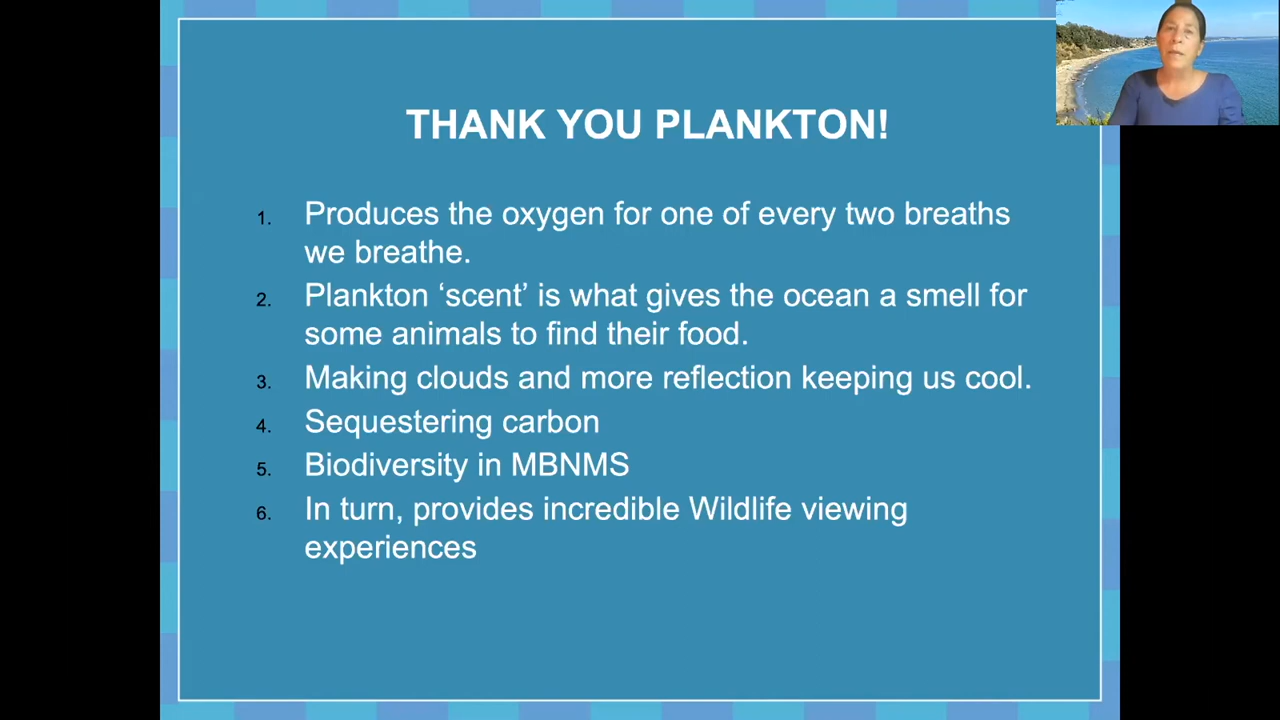 THANK YOU PLANKTON!
1. Produces the oxygen for one of every two breaths
we breathe.
2. Plankton ‘scent’ is what gives the ocean a smell for
some animals to find their food.
3. Making clouds and more reflection keeping us cool.
4. Sequestering carbon
5. Biodiversity in MBNMS
6. In turn, provides incredible Wildlife viewing
experiences